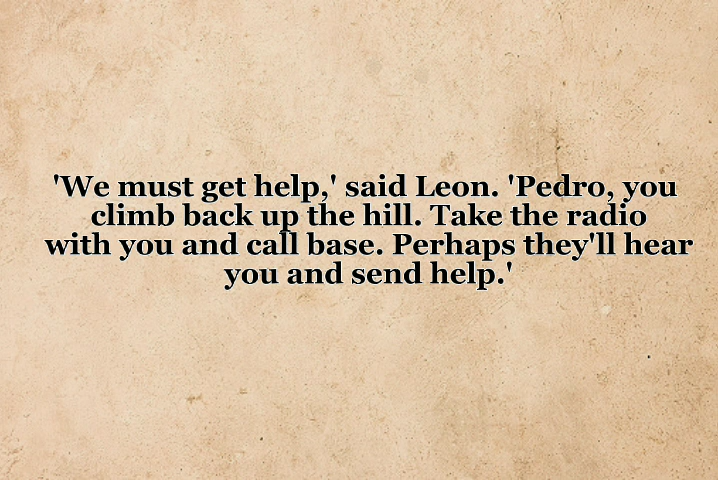 'We must get help,' said Leon. 'Pedro, you
climb back up the hill. Take the radio
with you and call base. Perhaps they'll hear
you and send help.'